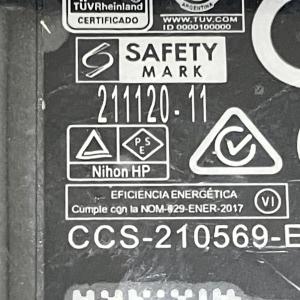 TÜVRheinland
CERTIFICADO
ARGENTINA
WWW.TUV.COM
ID 0000100000
SAFETY
MARK
211120-11
PSE
Nihon HP
EFICIENCIA ENERGÉTICA
Cumple con la NOM-029-ENER-2017
VI
CCS-210569-E